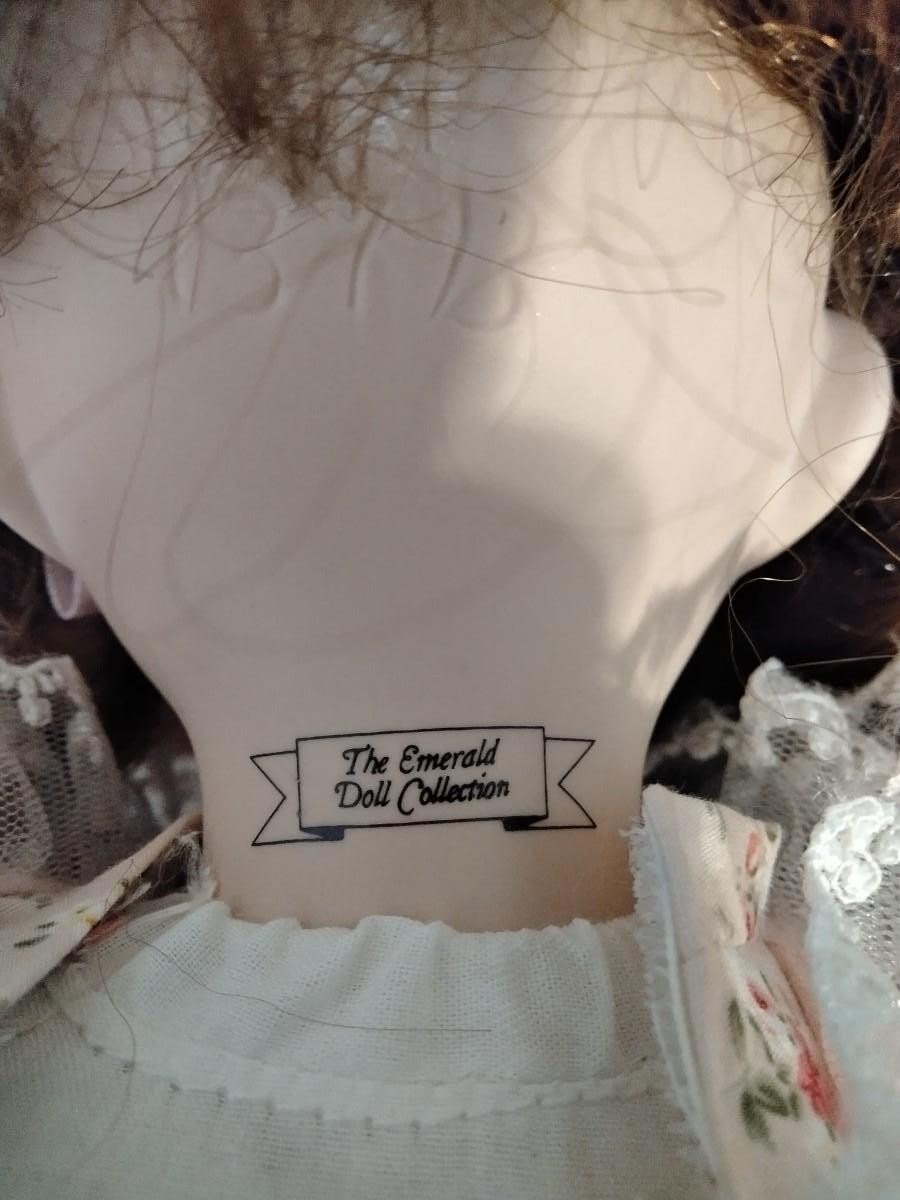 The Emerald
Doll Collection